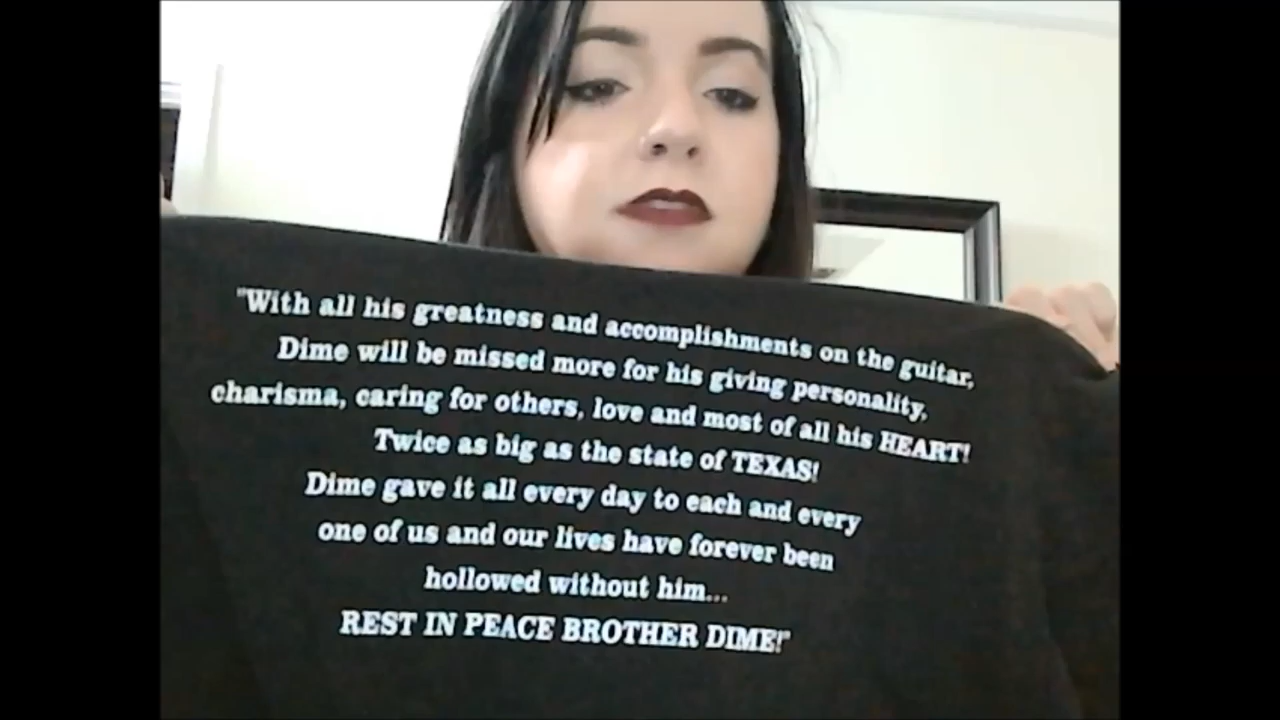 "With all his greatness and accomplishments on the guitar,
Dime will be missed more for his giving personality,
charisma, caring for others, love and most of all his HEART!
Twice as big as the state of TEXAS!
Dime gave it all every day to each and every
one of us and our lives have forever been
hollowed without him...
REST IN PEACE BROTHER DIME!"